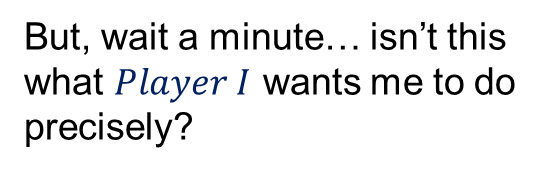 But, wait a minute… isn’t this
what Player I wants me to do
precisely?